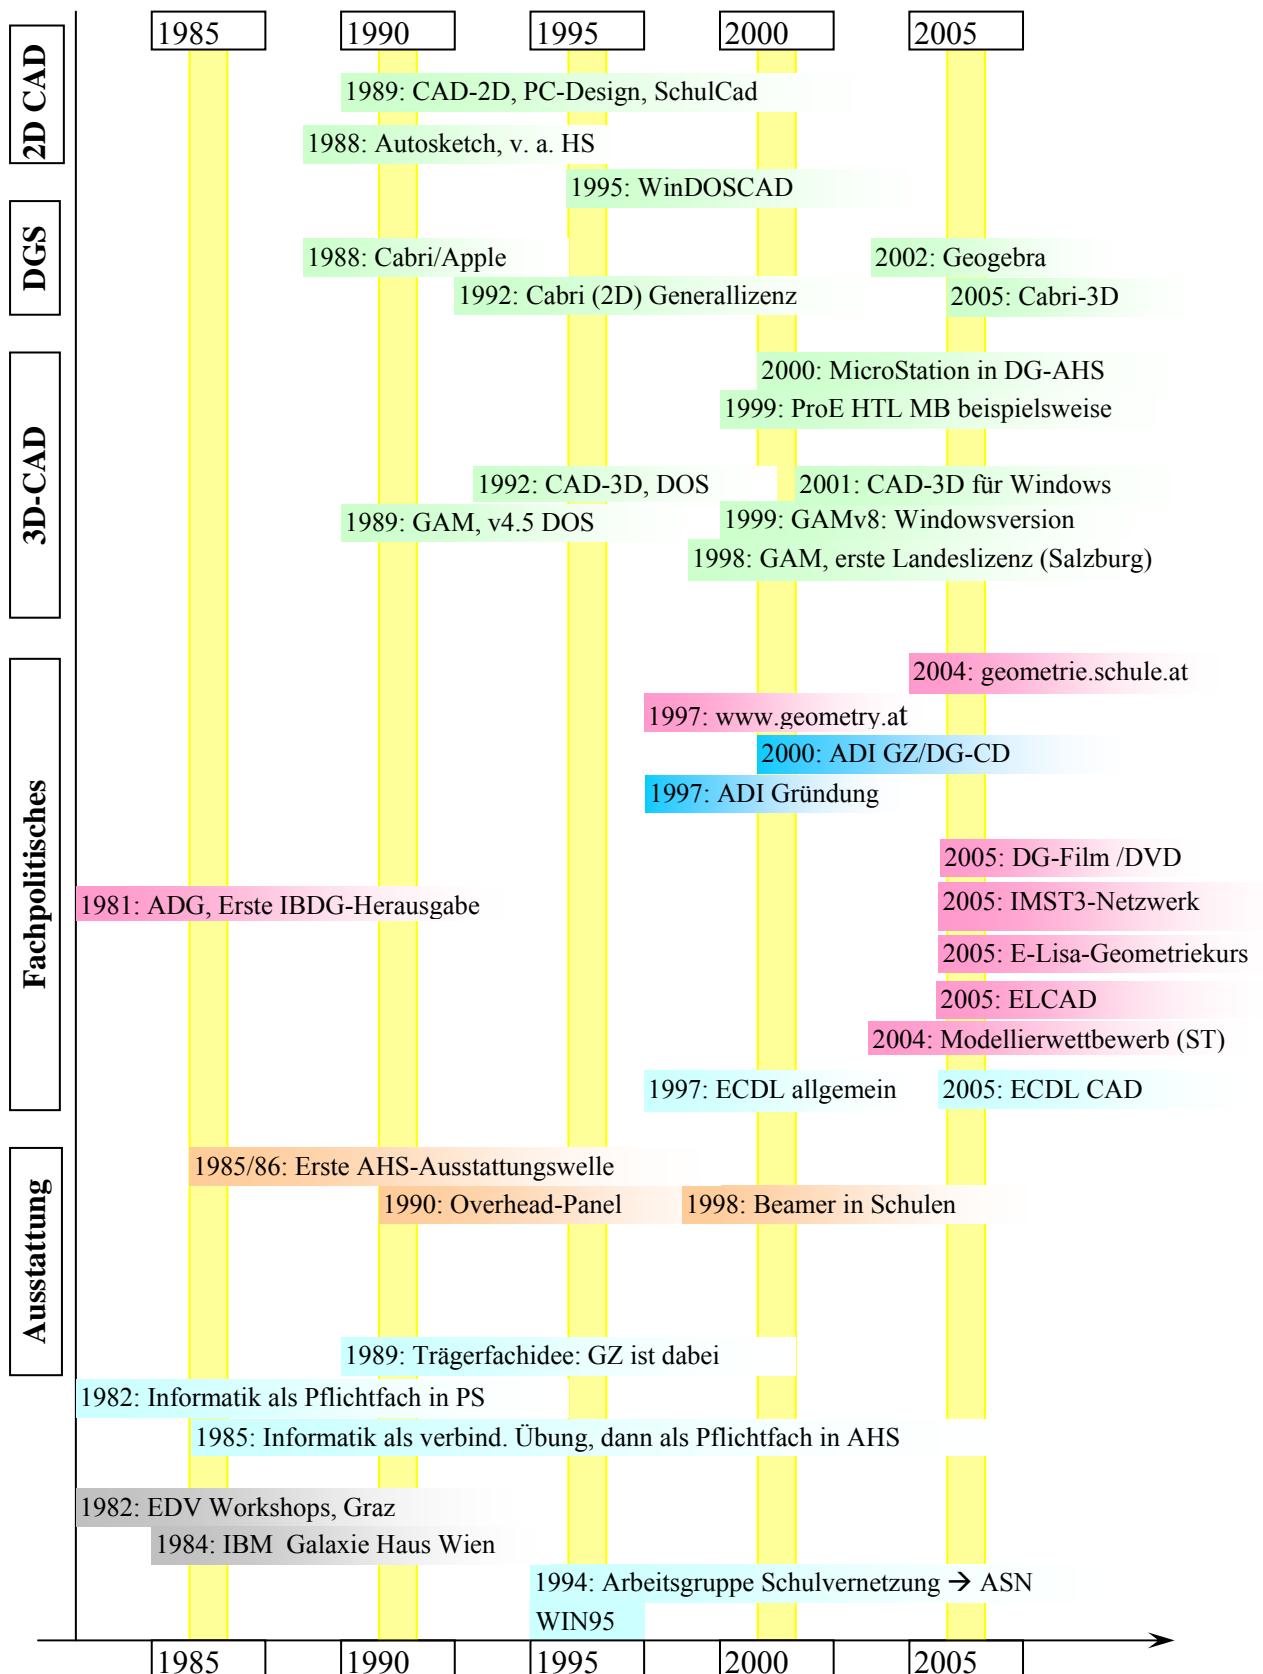 1985
1990
1995
2000
2005
2D CAD
1989: CAD-2D, PC-Design, SchulCad
1988: Autosketch, v. a. HS
1995: WinDOSCAD
DGS
1988: Cabri/Apple
2002: Geogebra
1992: Cabri (2D) Generallizenz
2005: Cabri-3D
3D-CAD
2000: MicroStation in DG-AHS
1999: ProE HTL MB beispielsweise
1992: CAD-3D, DOS
2001: CAD-3D für Windows
1989: GAM, v4.5 DOS
1999: GAMv8: Windowsversion
1998: GAM, erste Landeslizenz (Salzburg)
Fachpolitisches
2004: geometrie.schule.at
1997: www.geometry.at
2000: ADI GZ/DG-CD
1997: ADI Gründung
2005: DG-Film /DVD
1981: ADG, Erste IBDG-Herausgabe
2005: IMST3-Netzwerk
2005: E-Lisa-Geometriekurs
2005: ELCAD
2004: Modellierwettbewerb (ST)
1997: ECDL allgemein
2005: ECDL CAD
Ausstattung
1985/86: Erste AHS-Ausstattungswelle
1990: Overhead-Panel
1998: Beamer in Schulen
1989: Trägerfachidee: GZ ist dabei
1982: Informatik als Pflichtfach in PS
1985: Informatik als verbind. Übung, dann als Pflichtfach in AHS
1982: EDV Workshops, Graz
1984: IBM  Galaxie Haus Wien
1994: Arbeitsgruppe Schulvernetzung → ASN
WIN95
1985
1990
1995
2000
2005